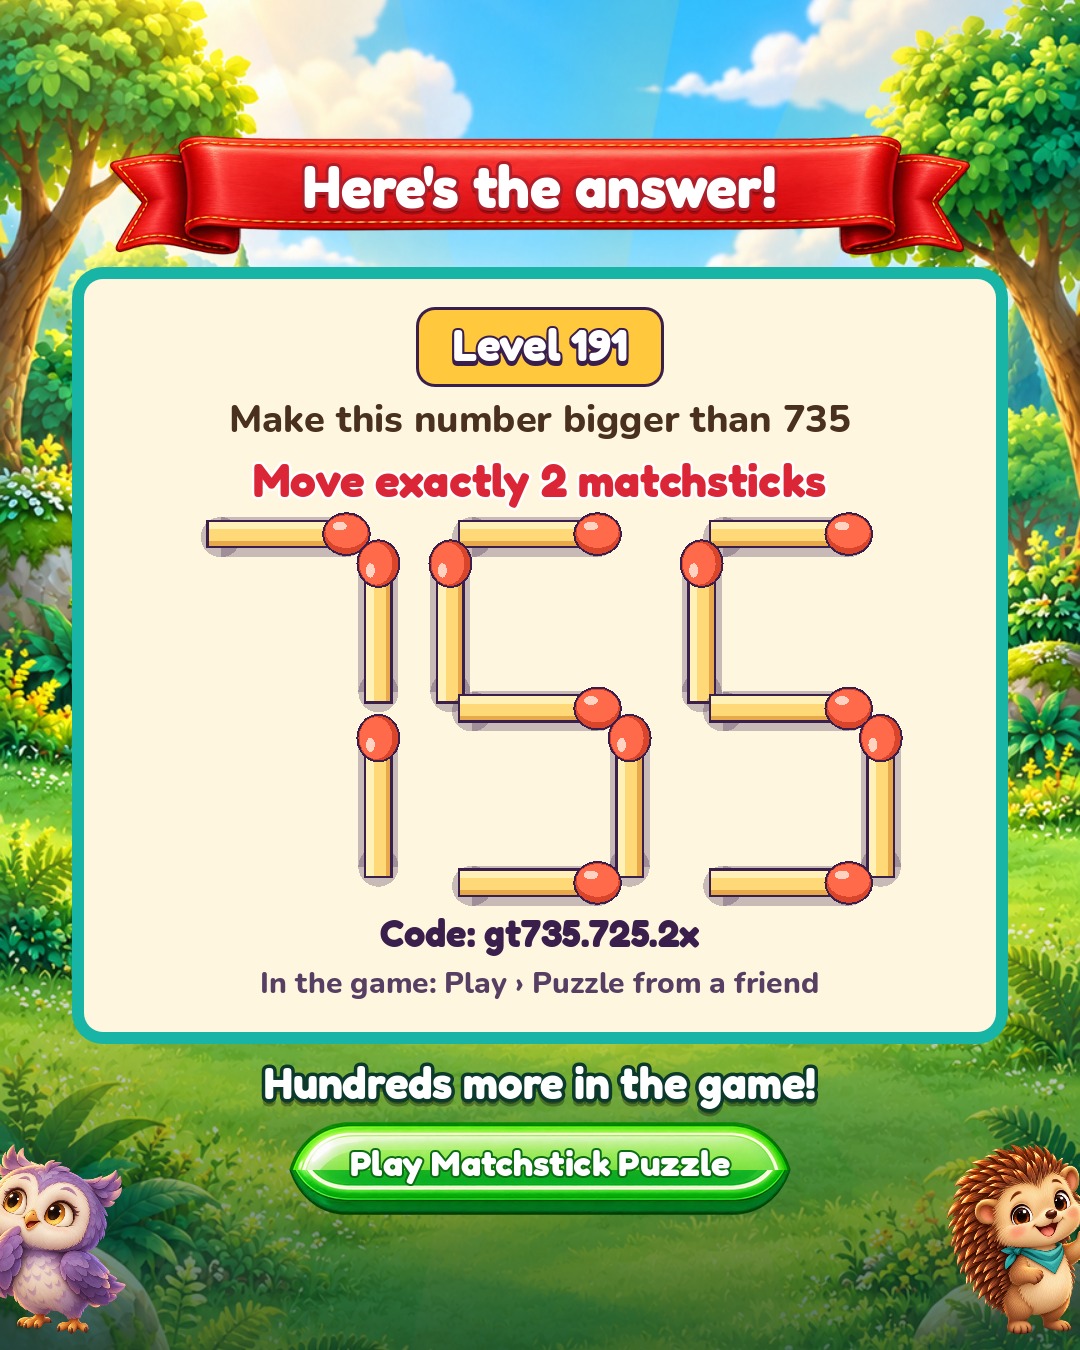 Here's the answer!
Level 191
Make this number bigger than 735
Move exactly 2 matchsticks
755
Code: gt735.725.2x
In the game: Play › Puzzle from a friend
Hundreds more in the game!
Play Matchstick Puzzle